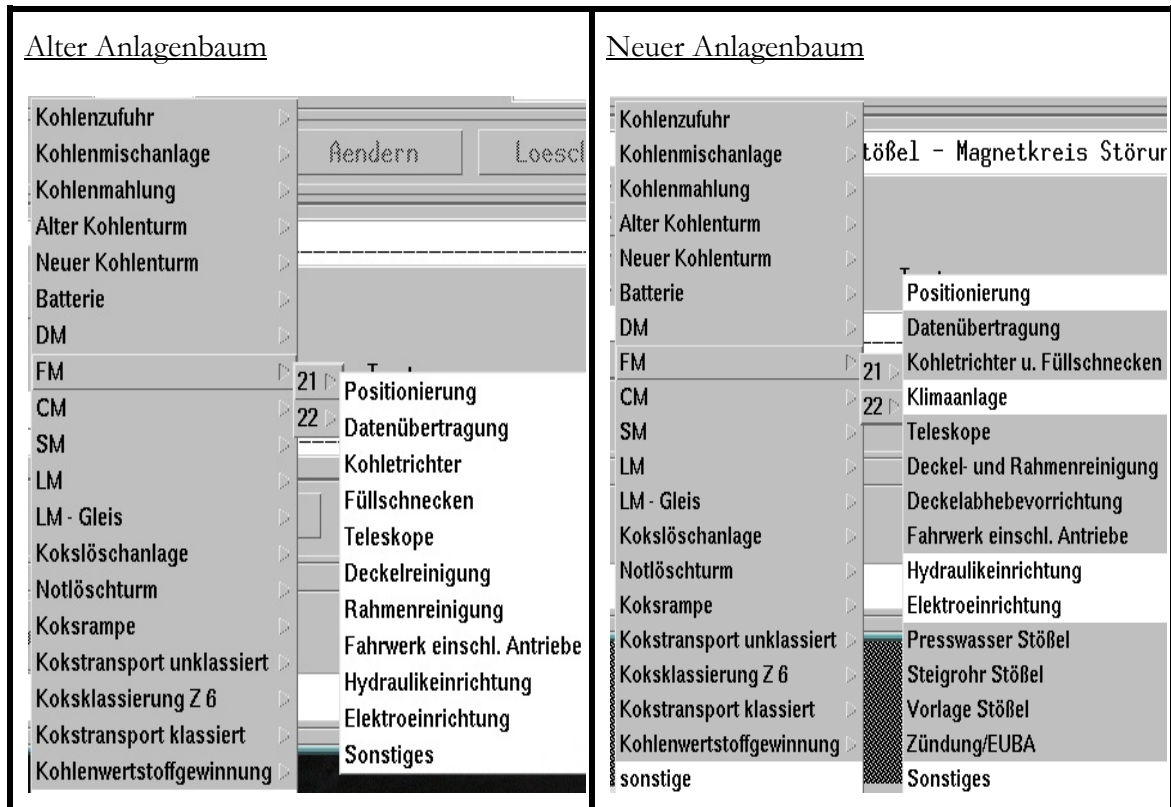 Alter Anlagenbaum
Kohlenzufuhr
Kohlenmischanlage
Kohlenmahlung
Alter Kohlenturm
Neuer Kohlenturm
Batterie
DM
FM
CM
SM
LM
LM - Gleis
Kokslöschanlage
Notlöschturm
Koksrampe
Kokstransport unklassiert
Koksklassierung Z 6
Kokstransport klassiert
Kohlenwertstoffgewinnung
Aendern
21
22
Positionierung
Datenübertragung
Kohletrichter
Füllschnecken
Teleskope
Deckelreinigung
Rahmenreinigung
Fahrwerk einschl. Antriebe
Hydraulikeinrichtung
Elektroeinrichtung
Sonstiges
Neuer Anlagenbaum
Kohlenzufuhr
Kohlenmischanlage
Kohlenmahlung
Alter Kohlenturm
Neuer Kohlenturm
Batterie
DM
FM
CM
SM
LM
LM - Gleis
Kokslöschanlage
Notlöschturm
Koksrampe
Kokstransport unklassiert
Koksklassierung Z 6
Kokstransport klassiert
Kohlenwertstoffgewinnung
sonstige
tößel - Magnetkreis Störur
21
22
Positionierung
Datenübertragung
Kohletrichter u. Füllschnecken
Klimaanlage
Teleskope
Deckel- und Rahmenreinigung
Deckelabhebevorrichtung
Fahrwerk einschl. Antriebe
Hydraulikeinrichtung
Elektroeinrichtung
Presswasser Stößel
Steigrohr Stößel
Vorlage Stößel
Zündung/EUBA
Sonstiges